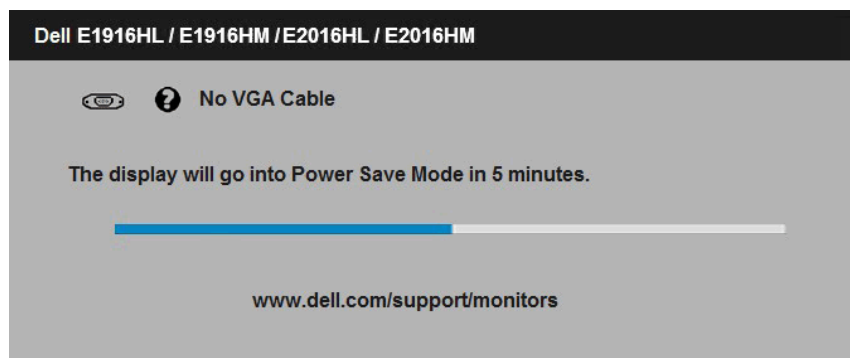 Dell E1916HL / E1916HM / E2016HL / E2016HM
No VGA Cable
The display will go into Power Save Mode in 5 minutes.
www.dell.com/support/monitors